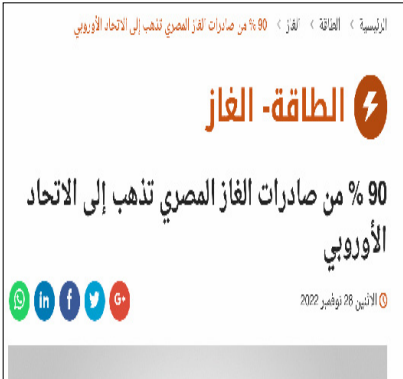 الرئيسية > الطاقة > الغاز > 90 % من صادرات الغاز المصري تذهب إلى الاتحاد الأوروبي
الطاقة- الغاز
90 % من صادرات الغاز المصري تذهب إلى الاتحاد
الأوروبي
الاثنين 28 نوفمبر 2022
in f G+